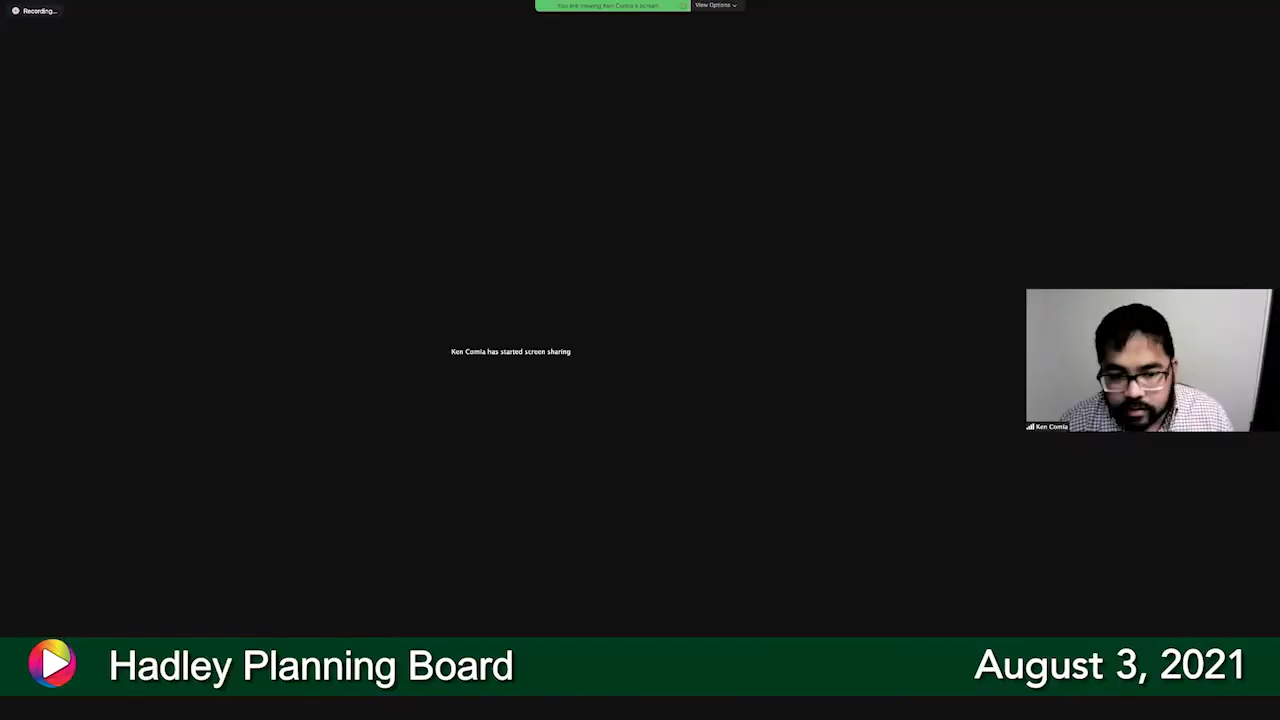 Recording...
You are viewing Ken Comia's screen
View Options
Ken Comia has started screen sharing
Ken Comia
Hadley Planning Board
August 3, 2021